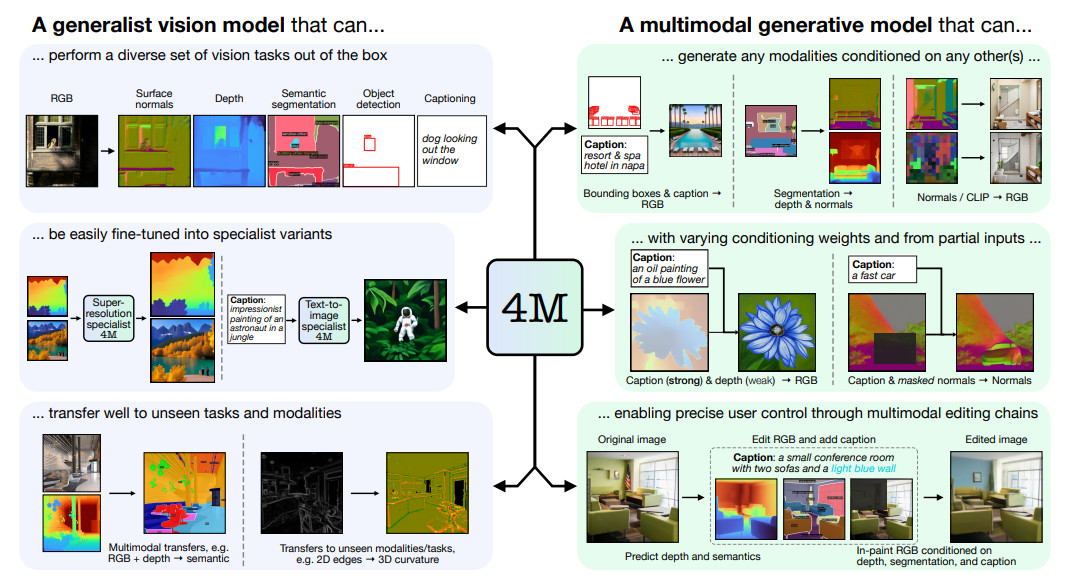 A generalist vision model that can...
... perform a diverse set of vision tasks out of the box
RGB
Surface
normals
Depth
Semantic
segmentation
Object
detection
Captioning
dog looking
out the
window
... be easily fine-tuned into specialist variants
Super-
resolution
specialist
4M
Caption:
impressionist
painting of an
astronaut in a
jungle
Text-to-
image
specialist
4M
... transfer well to unseen tasks and modalities
Multimodal transfers, e.g.
RGB + depth → semantic
Transfers to unseen modalities/tasks,
e.g. 2D edges → 3D curvature
4M
A multimodal generative model that can...
... generate any modalities conditioned on any other(s) ...
Caption:
resort & spa
hotel in napa
Bounding boxes & caption →
RGB
Segmentation →
depth & normals
Normals / CLIP → RGB
... with varying conditioning weights and from partial inputs ...
Caption:
an oil painting
of a blue flower
Caption (strong) & depth (weak) → RGB
Caption:
a fast car
Caption & masked normals → Normals
... enabling precise user control through multimodal editing chains
Original image
Edit RGB and add caption
Edited image
Caption: a small conference room
with two sofas and a light blue wall
Predict depth and semantics
In-paint RGB conditioned on
depth, segmentation, and caption